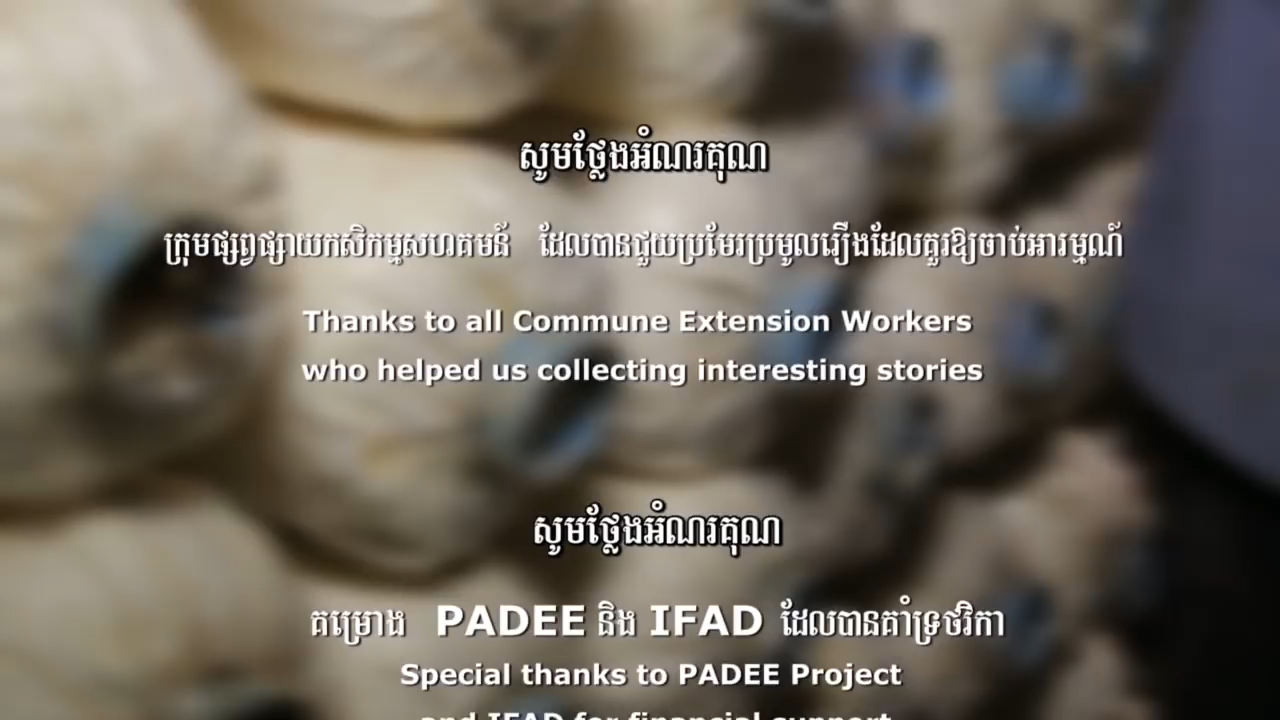 សូមថ្លែងអំណរគុណ
ក្រុមផ្សព្វផ្សាយកសិកម្មសហគមន៍ ដែលបានជួយប្រមែរប្រមូលរឿងដែលគួរឱ្យចាប់អារម្មណ៍
Thanks to all Commune Extension Workers
who helped us collecting interesting stories
សូមថ្លែងអំណរគុណ
គម្រោង PADEE និង IFAD ដែលបានគាំទ្រថវិកា
Special thanks to PADEE Project
and IFAD for financial support